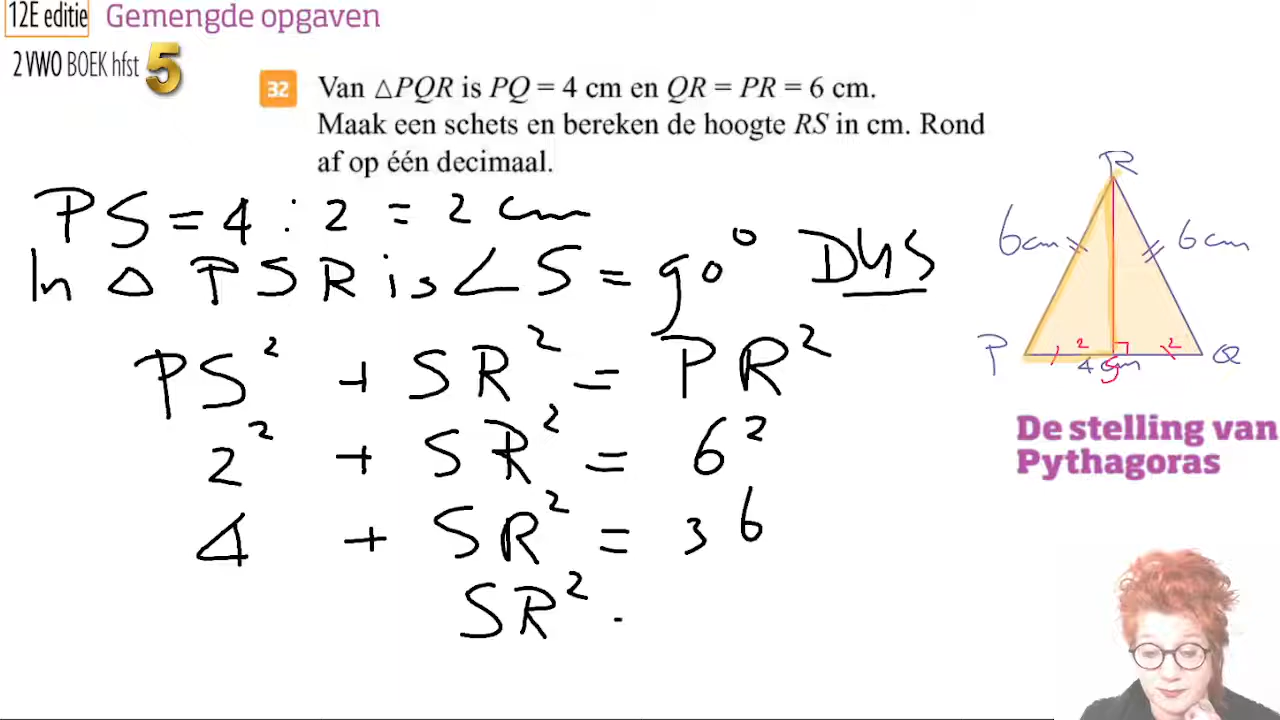 12E editie Gemengde opgaven
2 VWO BOEK hfst 5
32 Van △PQR is PQ = 4 cm en QR = PR = 6 cm.
Maak een schets en bereken de hoogte RS in cm. Rond
af op één decimaal.
PS = 4 : 2 = 2 cm
In △ PSR is ∠S = 90° DUS
PS² + SR² = PR²
2² + SR² = 6²
4 + SR² = 36
SR²
R
6cm 6cm
P 2 2 Q
4 cm
S
De stelling van
Pythagoras